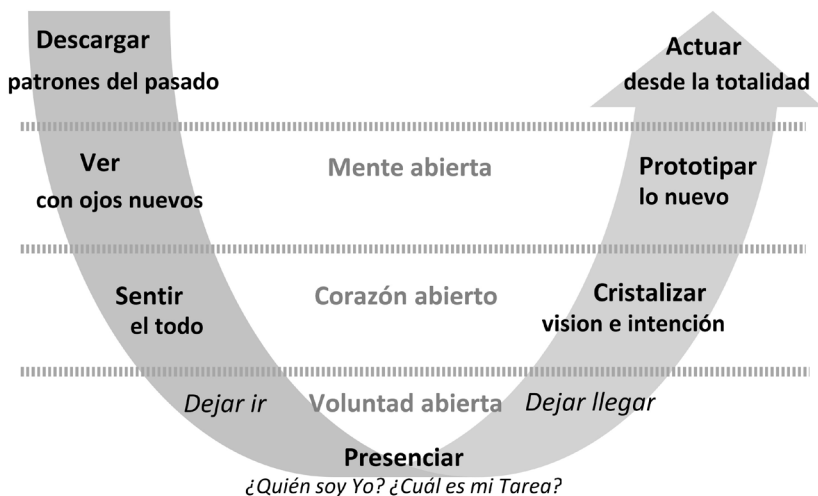 Descargar
patrones del pasado
Actuar
desde la totalidad
Ver
con ojos nuevos
Mente abierta
Prototipar
lo nuevo
Sentir
el todo
Corazón abierto
Cristalizar
vision e intención
Dejar ir
Voluntad abierta
Dejar llegar
Presenciar
¿Quién soy Yo? ¿Cuál es mi Tarea?